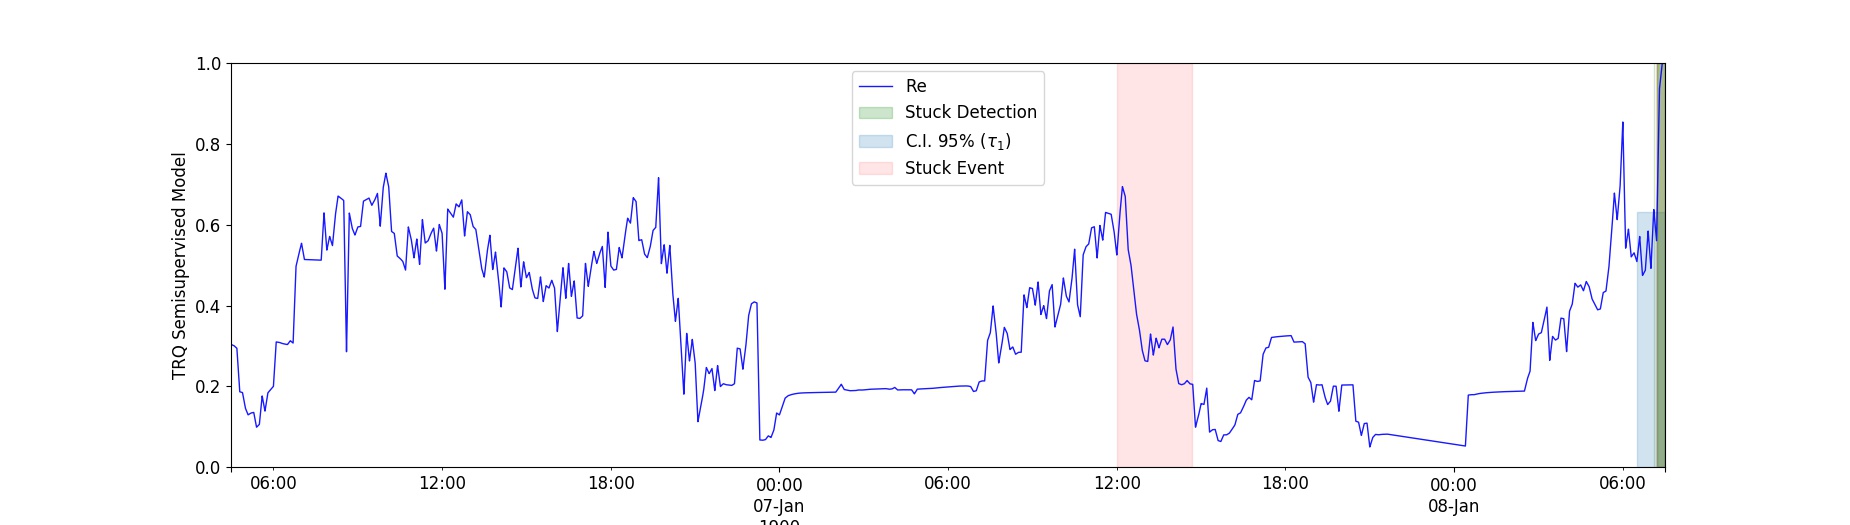 1.0
0.8
0.6
0.4
0.2
0.0
TRQ Semisupervised Model
Re
Stuck Detection
C.I. 95% (τ₁)
Stuck Event
06:00 12:00 18:00 00:00 06:00 12:00 18:00 00:00 06:00
07-Jan 08-Jan
1900